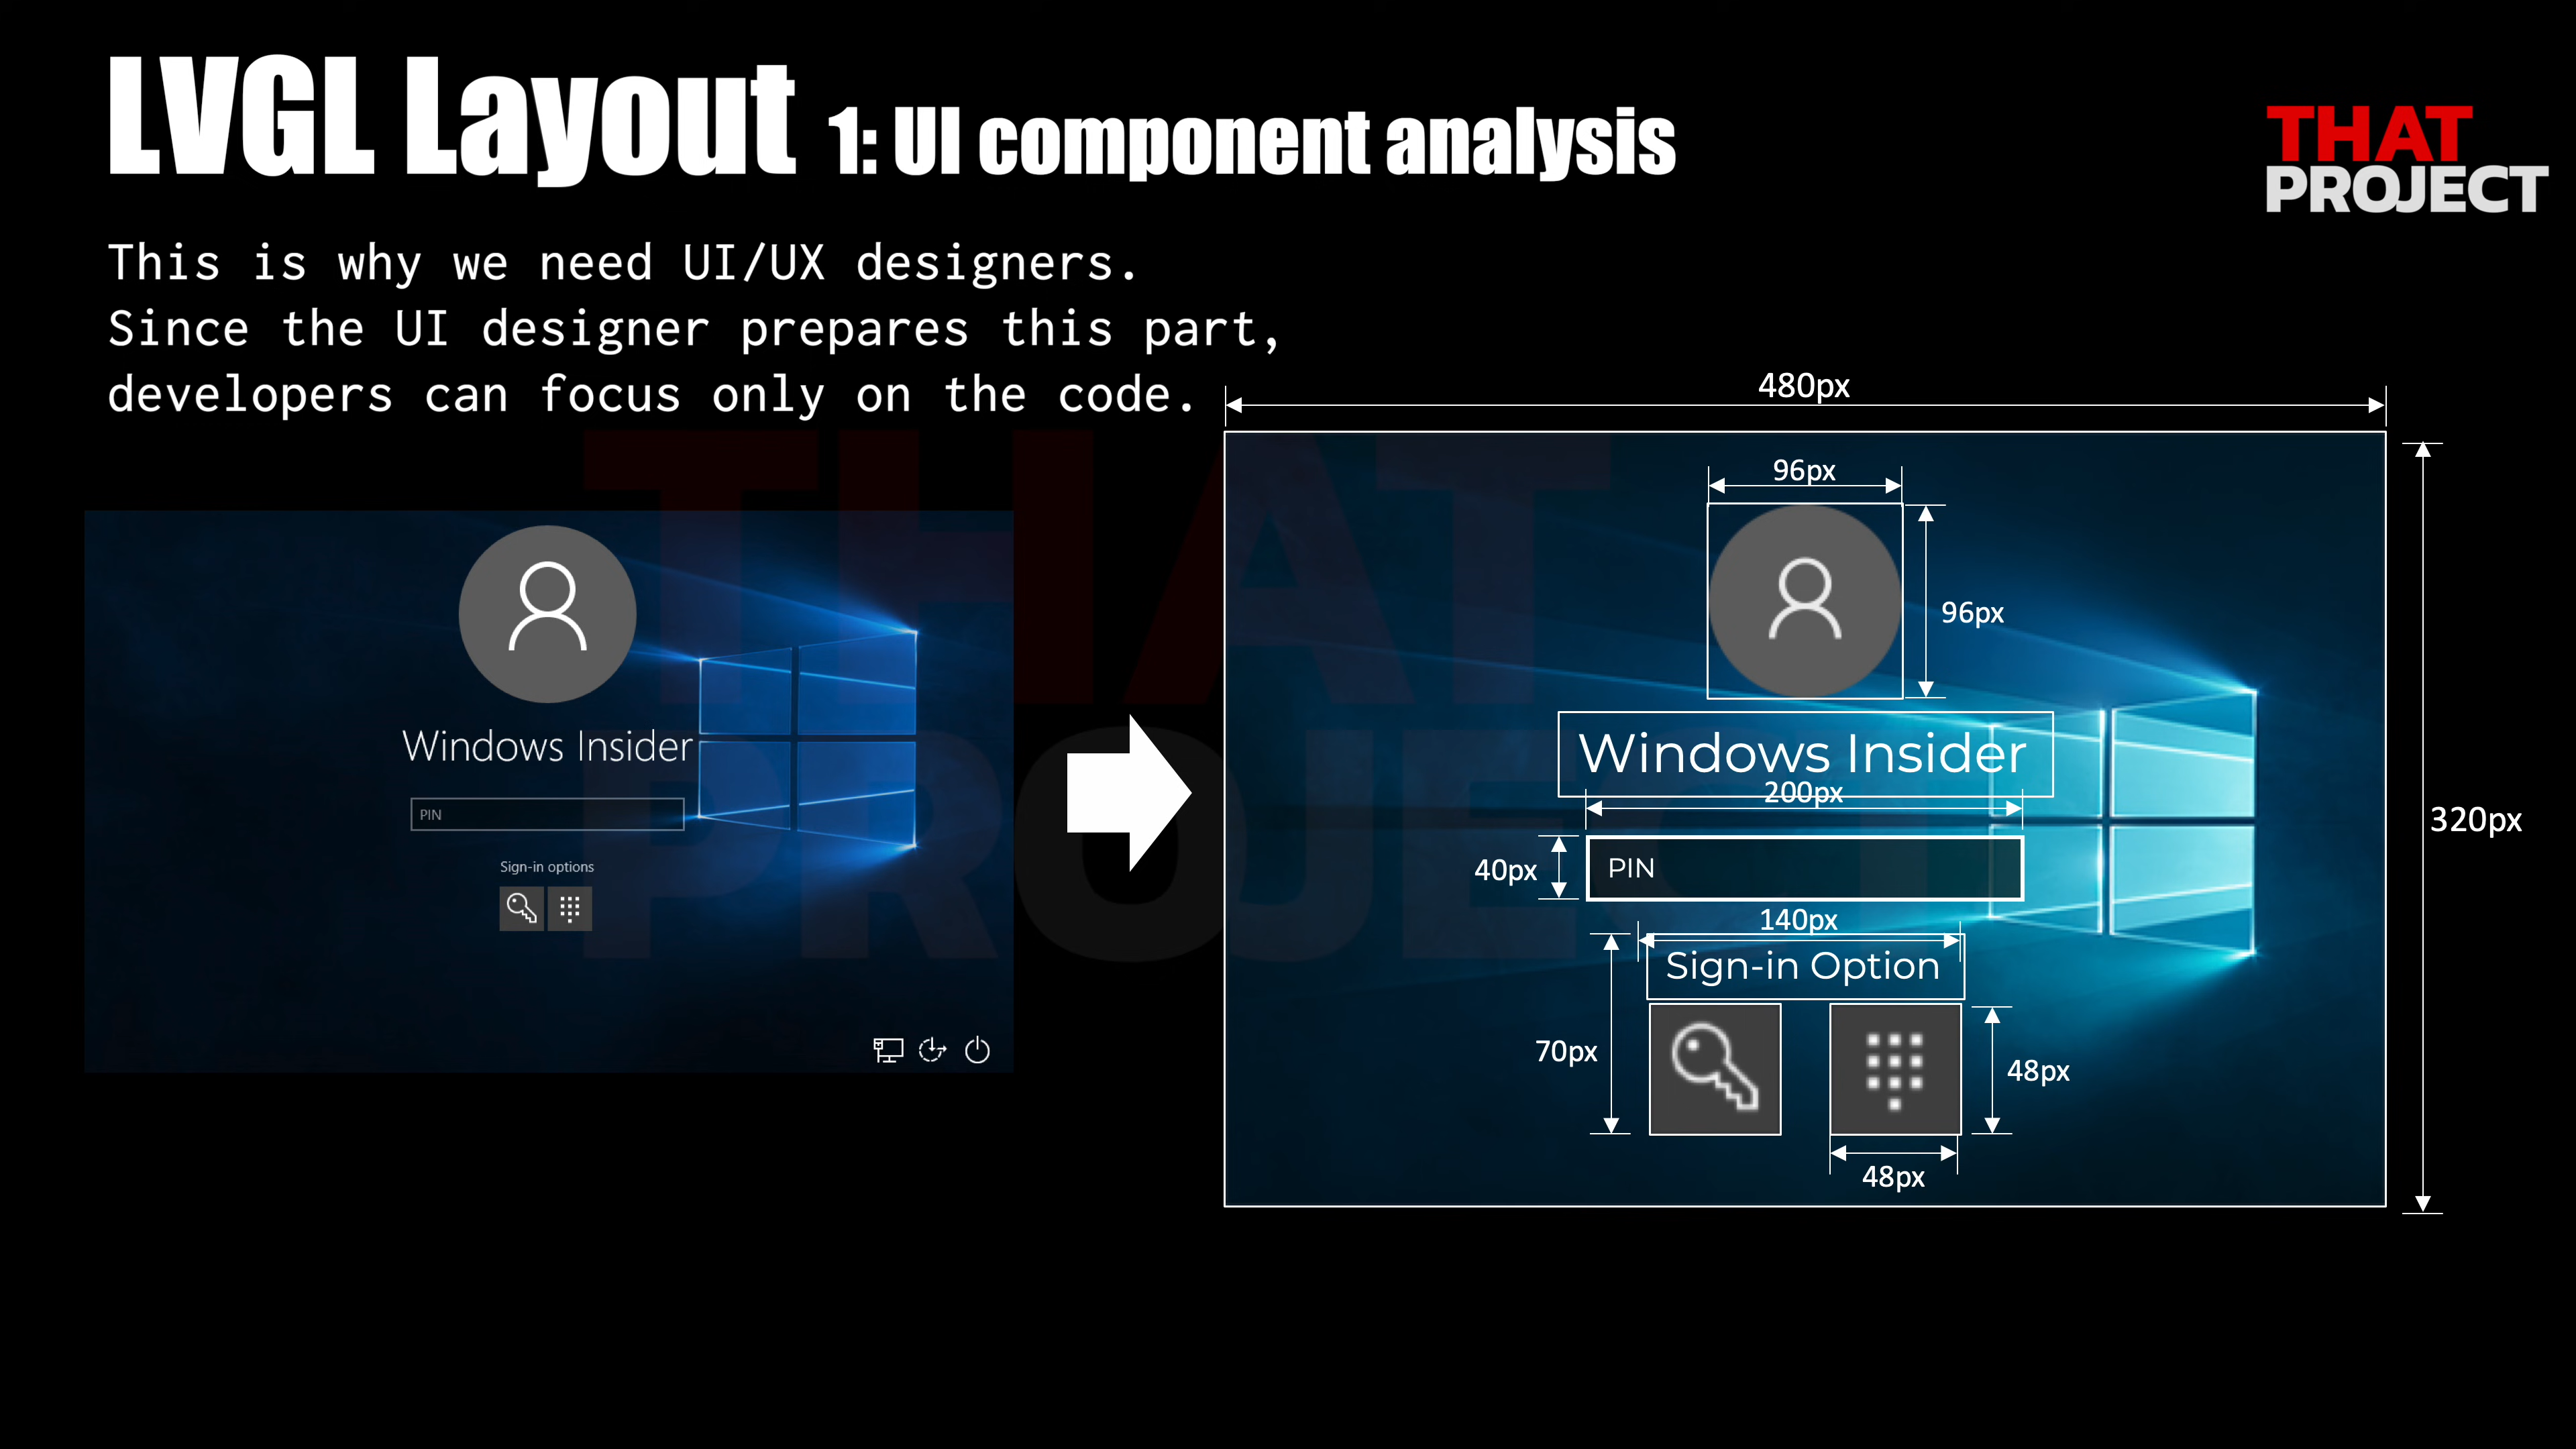 LVGL Layout 1: UI component analysis
THAT
PROJECT
This is why we need UI/UX designers.
Since the UI designer prepares this part,
developers can focus only on the code.
THAT
PROJECT
Windows Insider
PIN
Sign-in options
480px
96px
96px
Windows Insider
200px
320px
40px
PIN
140px
Sign-in Option
70px
48px
48px